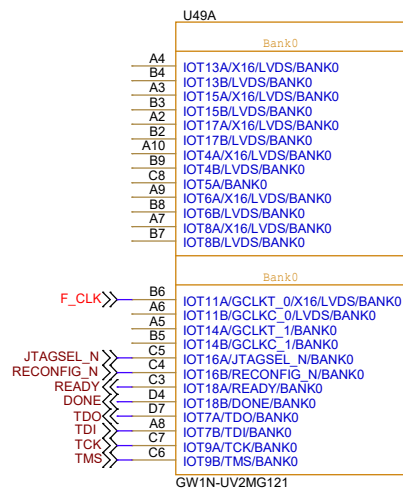 U49A
Bank0
A4 IOT13A/X16/LVDS/BANK0
B4 IOT13B/LVDS/BANK0
A3 IOT15A/X16/LVDS/BANK0
B3 IOT15B/LVDS/BANK0
A2 IOT17A/X16/LVDS/BANK0
B2 IOT17B/LVDS/BANK0
A10 IOT4A/X16/LVDS/BANK0
B9 IOT4B/LVDS/BANK0
C8 IOT5A/BANK0
A9 IOT6A/X16/LVDS/BANK0
B8 IOT6B/LVDS/BANK0
A7 IOT8A/X16/LVDS/BANK0
B7 IOT8B/LVDS/BANK0
Bank0
F_CLK B6 IOT11A/GCLKT_0/X16/LVDS/BANK0
A6 IOT11B/GCLKC_0/LVDS/BANK0
A5 IOT14A/GCLKT_1/BANK0
B5 IOT14B/GCLKC_1/BANK0
JTAGSEL_N C5 IOT16A/JTAGSEL_N/BANK0
RECONFIG_N C4 IOT16B/RECONFIG_N/BANK0
READY C3 IOT18A/READY/BANK0
DONE D4 IOT18B/DONE/BANK0
TDO D7 IOT7A/TDO/BANK0
TDI A8 IOT7B/TDI/BANK0
TCK C7 IOT9A/TCK/BANK0
TMS C6 IOT9B/TMS/BANK0
GW1N-UV2MG121